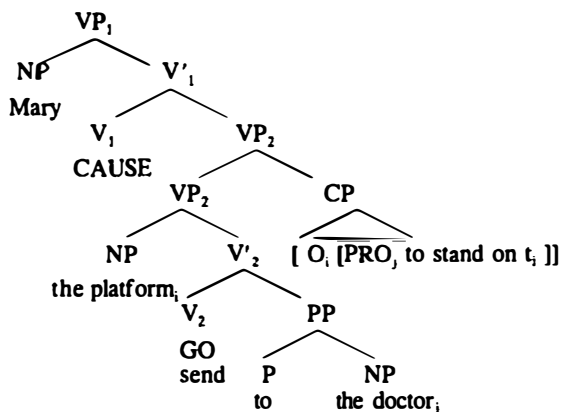 VP₁
NP V'₁
Mary
V₁ VP₂
CAUSE
VP₂ CP
NP V'₂ [ Oᵢ [PROⱼ to stand on tᵢ ]]
the platformᵢ
V₂ PP
GO
send P NP
to the doctorⱼ